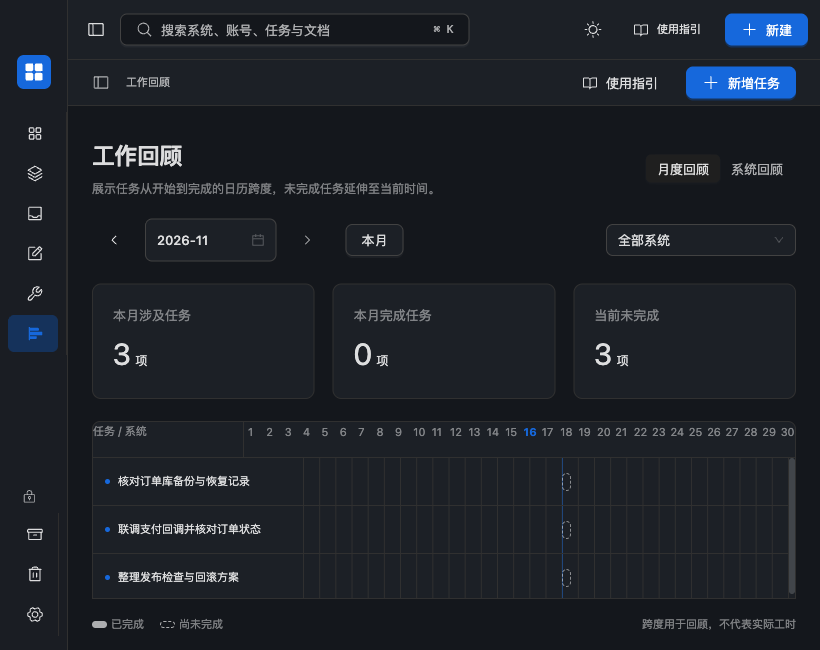 搜索系统、账号、任务与文档 ⌘ K
使用指引
新建
工作回顾
使用指引
新增任务
工作回顾
月度回顾 系统回顾
展示任务从开始到完成的日历跨度，未完成任务延伸至当前时间。
2026-11
本月
全部系统
本月涉及任务
3 项
本月完成任务
0 项
当前未完成
3 项
任务 / 系统 1 2 3 4 5 6 7 8 9 10 11 12 13 14 15 16 17 18 19 20 21 22 23 24 25 26 27 28 29 30
核对订单库备份与恢复记录
联调支付回调并核对订单状态
整理发布检查与回滚方案
已完成 尚未完成
跨度用于回顾，不代表实际工时